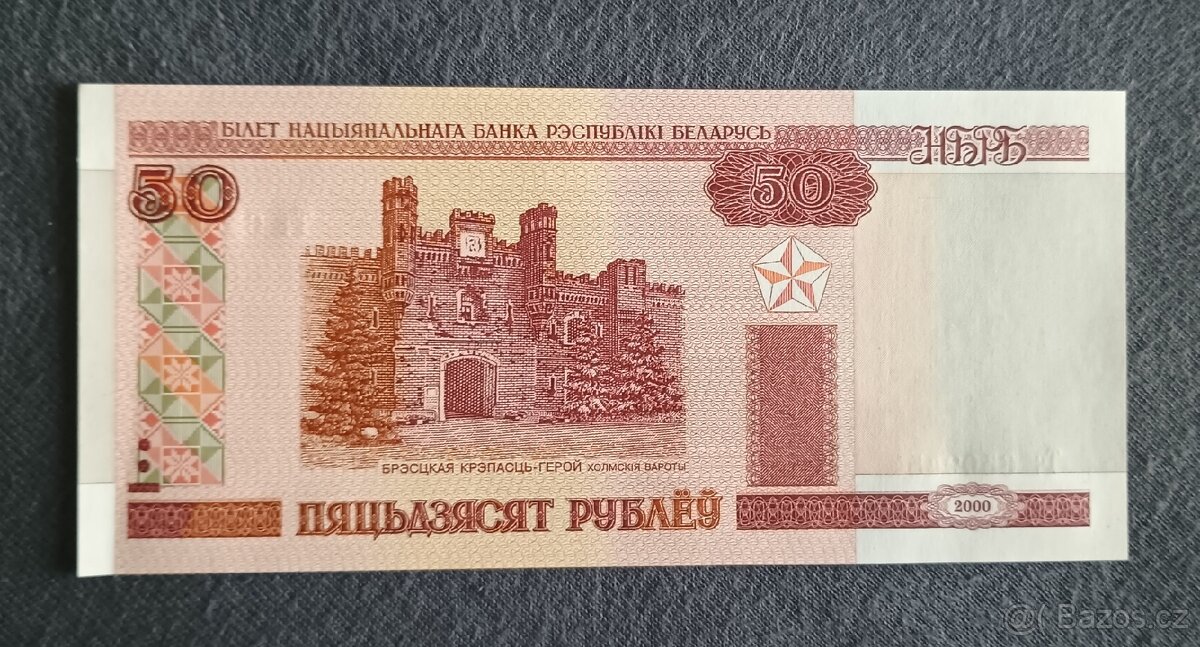 БІЛЕТ НАЦЫЯНАЛЬНАГА БАНКА РЭСПУБЛІКІ БЕЛАРУСЬ
НБРБ
50
50
БРЭСЦКАЯ КРЭПАСЦЬ-ГЕРОЙ ХОЛМСКІЯ ВАРОТЫ
ПЯЦЬДЗЯСЯТ РУБЛЁЎ
2000
@( Bazos.cz